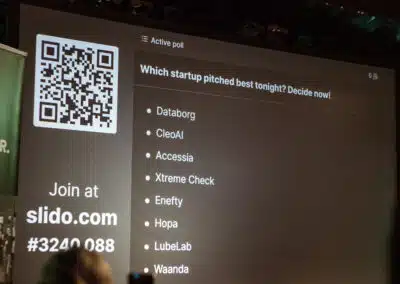 Active poll
Which startup pitched best tonight? Decide now!
Databorg
CleoAI
Accessia
Xtreme Check
Enefty
Hopa
LubeLab
Waanda
Join at
slido.com
#3240 088
R.